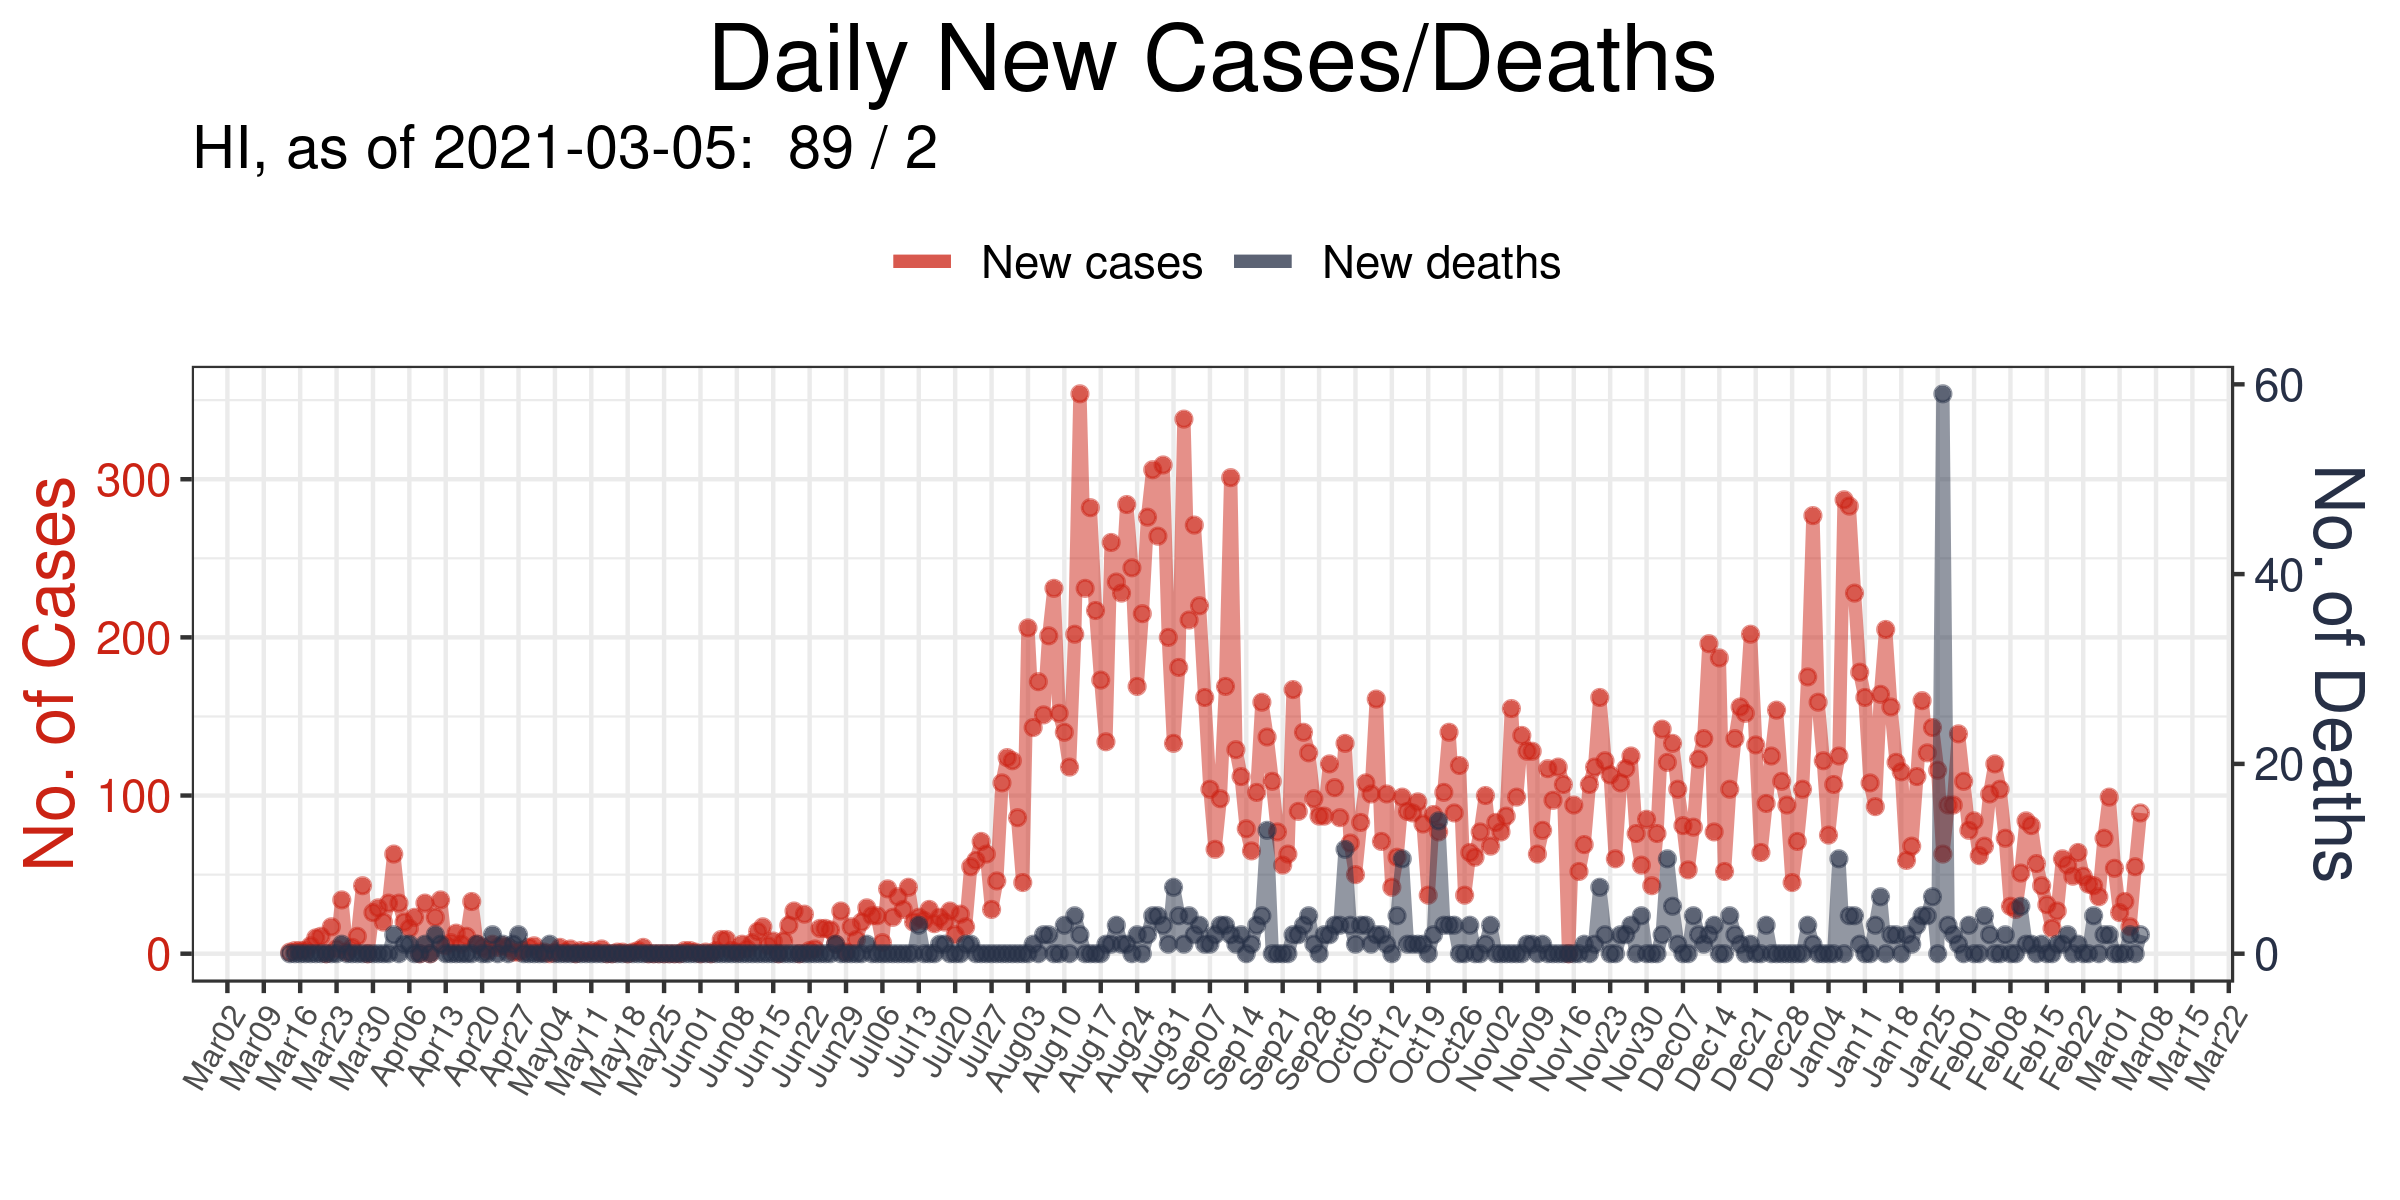 Daily New Cases/Deaths
HI, as of 2021-03-05:  89 / 2
New cases
New deaths
No. of Cases
300
200
100
0
60
40
20
0
No. of Deaths
Mar02
Mar09
Mar16
Mar23
Mar30
Apr06
Apr13
Apr20
Apr27
May04
May11
May18
May25
Jun01
Jun08
Jun15
Jun22
Jun29
Jul06
Jul13
Jul20
Jul27
Aug03
Aug10
Aug17
Aug24
Aug31
Sep07
Sep14
Sep21
Sep28
Oct05
Oct12
Oct19
Oct26
Nov02
Nov09
Nov16
Nov23
Nov30
Dec07
Dec14
Dec21
Dec28
Dec04
Jan11
Jan18
Jan25
Feb01
Feb08
Feb15
Feb22
Mar01
Mar08
Mar15
Mar22